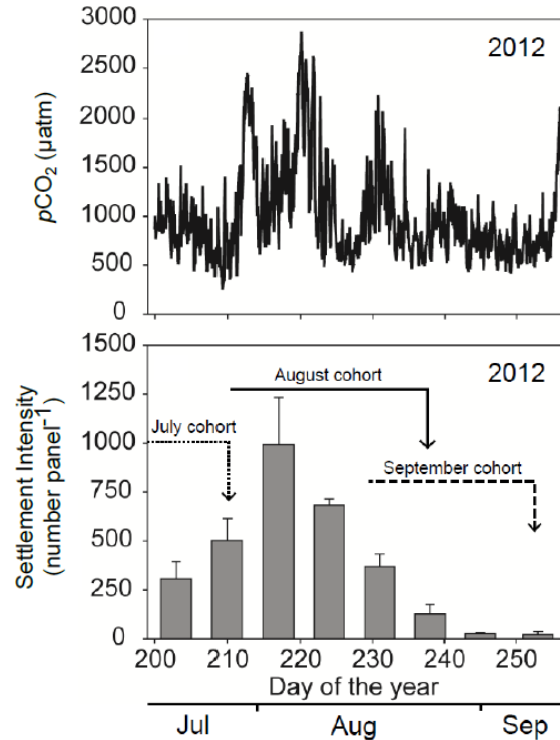 3000
2012
2500
2000
1500
1000
500
0
pCO₂ (µatm)
1500
2012
August cohort
1250
July cohort
1000
September cohort
750
500
250
0
Settlement Intensity
(number panel⁻¹)
200 210 220 230 240 250
Day of the year
Jul Aug Sep